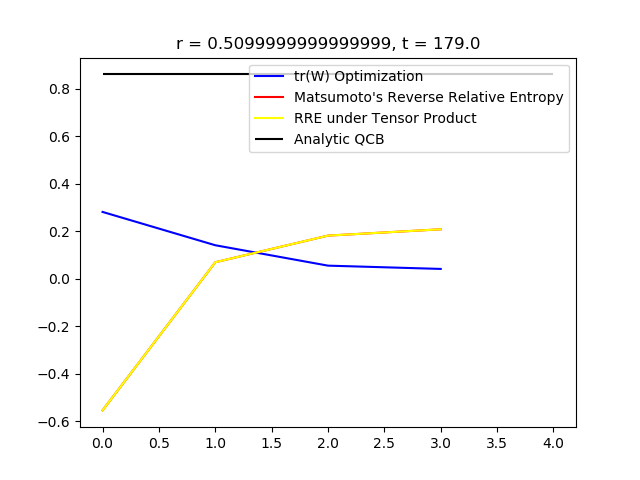 r = 0.5099999999999999, t = 179.0
tr(W) Optimization
Matsumoto's Reverse Relative Entropy
RRE under Tensor Product
Analytic QCB
0.8
0.6
0.4
0.2
0.0
−0.2
−0.4
−0.6
0.0 0.5 1.0 1.5 2.0 2.5 3.0 3.5 4.0